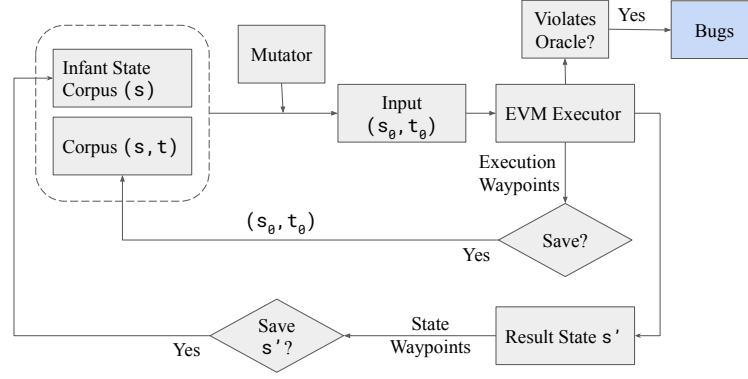 Violates
Oracle?
Yes
Bugs
Mutator
Infant State
Corpus (s)
Corpus (s,t)
Input
(s₀,t₀)
EVM Executor
Execution
Waypoints
(s₀,t₀)
Yes
Save?
Save
s'?
Yes
State
Waypoints
Result State s'